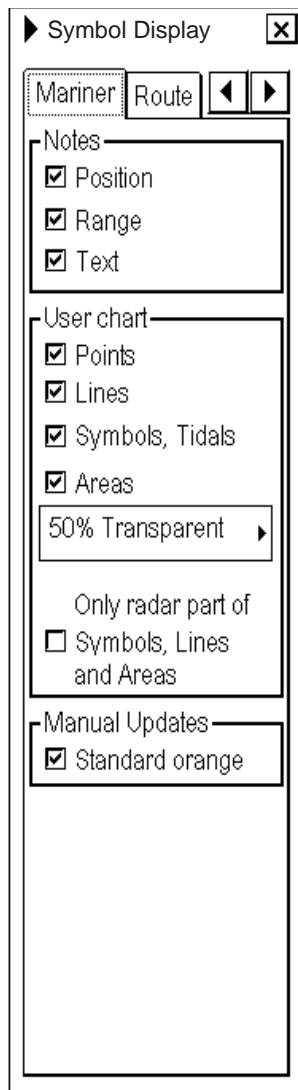 Symbol Display
Mariner Route
Notes
Position
Range
Text
User chart
Points
Lines
Symbols, Tidals
Areas
50% Transparent
Only radar part of
Symbols, Lines
and Areas
Manual Updates
Standard orange